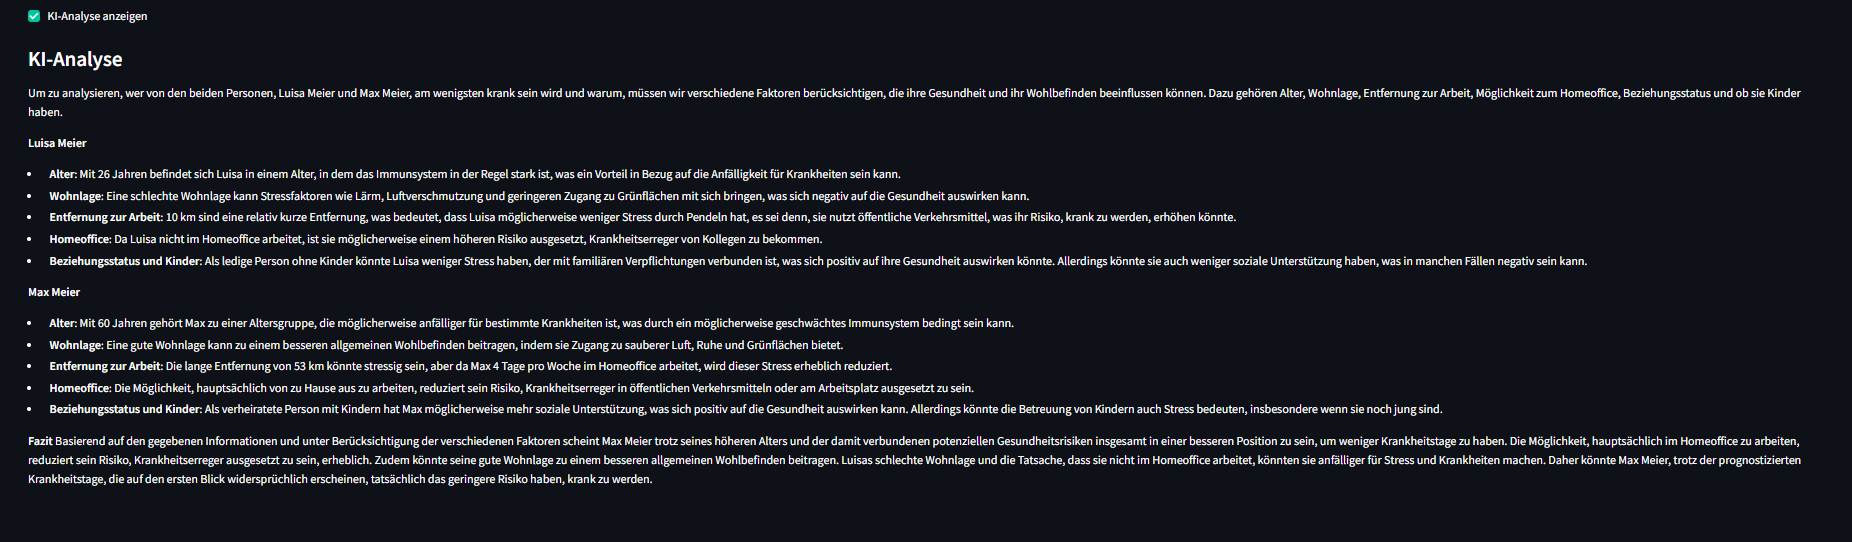 KI-Analyse anzeigen
KI-Analyse
Um zu analysieren, wer von den beiden Personen, Luisa Meier und Max Meier, am wenigsten krank sein wird und warum, müssen wir verschiedene Faktoren berücksichtigen, die ihre Gesundheit und ihr Wohlbefinden beeinflussen können. Dazu gehören Alter, Wohnlage, Entfernung zur Arbeit, Möglichkeit zum Homeoffice, Beziehungsstatus und ob sie Kinder
haben.
Luisa Meier
• Alter: Mit 26 Jahren befindet sich Luisa in einem Alter, in dem das Immunsystem in der Regel stark ist, was ein Vorteil in Bezug auf die Anfälligkeit für Krankheiten sein kann.
• Wohnlage: Eine schlechte Wohnlage kann Stressfaktoren wie Lärm, Luftverschmutzung und geringeren Zugang zu Grünflächen mit sich bringen, was sich negativ auf die Gesundheit auswirken kann.
• Entfernung zur Arbeit: 10 km sind eine relativ kurze Entfernung, was bedeutet, dass Luisa möglicherweise weniger Stress durch Pendeln hat, es sei denn, sie nutzt öffentliche Verkehrsmittel, was ihr Risiko, krank zu werden, erhöhen könnte.
• Homeoffice: Da Luisa nicht im Homeoffice arbeitet, ist sie möglicherweise einem höheren Risiko ausgesetzt, Krankheitserreger von Kollegen zu bekommen.
• Beziehungsstatus und Kinder: Als ledige Person ohne Kinder könnte Luisa weniger Stress haben, der mit familiären Verpflichtungen verbunden ist, was sich positiv auf ihre Gesundheit auswirken könnte. Allerdings könnte sie auch weniger soziale Unterstützung haben, was in manchen Fällen negativ sein kann.
Max Meier
• Alter: Mit 60 Jahren gehört Max zu einer Altersgruppe, die möglicherweise anfälliger für bestimmte Krankheiten ist, was durch ein möglicherweise geschwächtes Immunsystem bedingt sein kann.
• Wohnlage: Eine gute Wohnlage kann zu einem besseren allgemeinen Wohlbefinden beitragen, indem sie Zugang zu sauberer Luft, Ruhe und Grünflächen bietet.
• Entfernung zur Arbeit: Die lange Entfernung von 53 km könnte stressig sein, aber da Max 4 Tage pro Woche im Homeoffice arbeitet, wird dieser Stress erheblich reduziert.
• Homeoffice: Die Möglichkeit, hauptsächlich von zu Hause aus zu arbeiten, reduziert sein Risiko, Krankheitserreger in öffentlichen Verkehrsmitteln oder am Arbeitsplatz ausgesetzt zu sein.
• Beziehungsstatus und Kinder: Als verheiratete Person mit Kindern hat Max möglicherweise mehr soziale Unterstützung, was sich positiv auf die Gesundheit auswirken kann. Allerdings könnte die Betreuung von Kindern auch Stress bedeuten, insbesondere wenn sie noch jung sind.
Fazit Basierend auf den gegebenen Informationen und unter Berücksichtigung der verschiedenen Faktoren scheint Max Meier trotz seines höheren Alters und der damit verbundenen potenziellen Gesundheitsrisiken insgesamt in einer besseren Position zu sein, um weniger Krankheitstage zu haben. Die Möglichkeit, hauptsächlich im Homeoffice zu arbeiten,
reduziert sein Risiko, Krankheitserreger ausgesetzt zu sein, erheblich. Zudem könnte seine gute Wohnlage zu einem besseren allgemeinen Wohlbefinden beitragen. Luisas schlechte Wohnlage und die Tatsache, dass sie nicht im Homeoffice arbeitet, könnten sie anfälliger für Stress und Krankheiten machen. Daher könnte Max Meier, trotz der prognostizierten
Krankheitstage, die auf den ersten Blick widersprüchlich erscheinen, tatsächlich das geringere Risiko haben, krank zu werden.